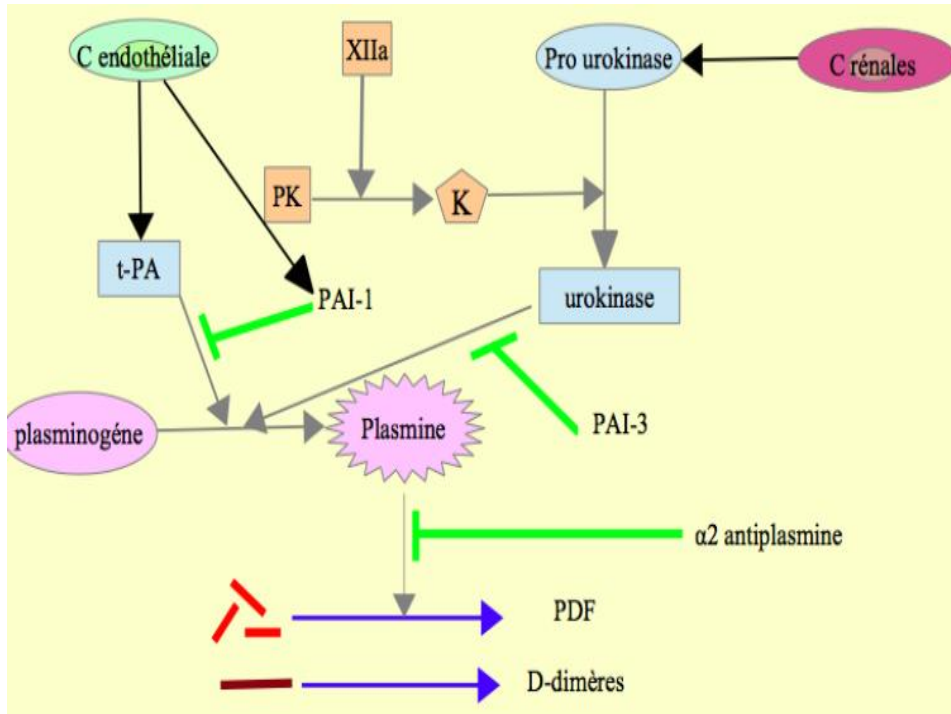 C endothéliale
XIIa
Pro urokinase
C rénales
PK
K
t-PA
PAI-1
urokinase
plasminogéne
Plasmine
PAI-3
α2 antiplasmine
PDF
D-dimères